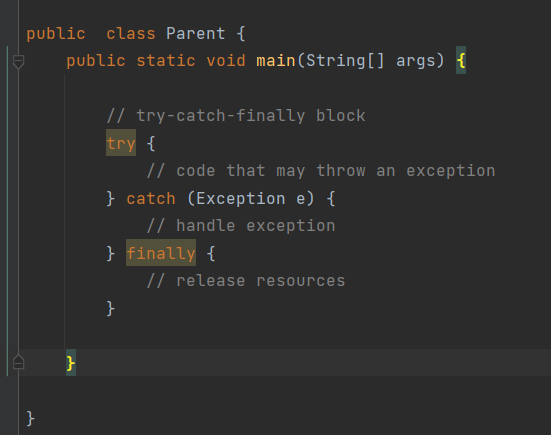 public  class Parent {
    public static void main(String[] args) {
        // try-catch-finally block
        try {
            // code that may throw an exception
        } catch (Exception e) {
            // handle exception
        } finally {
            // release resources
        }
    }
}